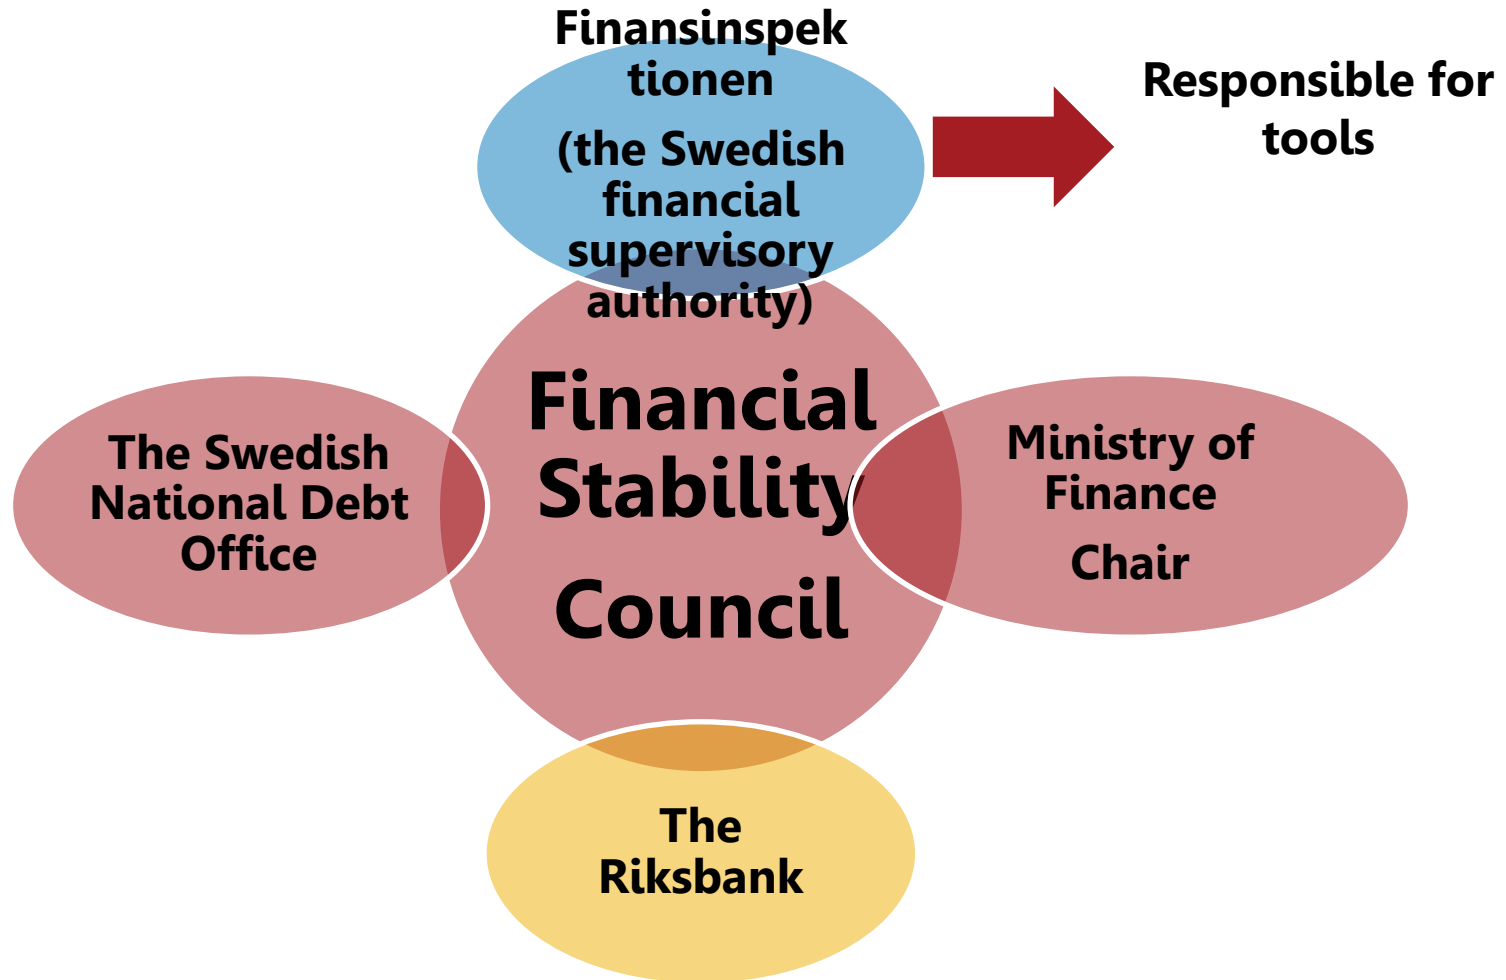 Finansinspek
tionen
(the Swedish
financial
supervisory
authority)
Responsible for
tools
Financial
Stability
Council
The Swedish
National Debt
Office
Ministry of
Finance
Chair
The
Riksbank